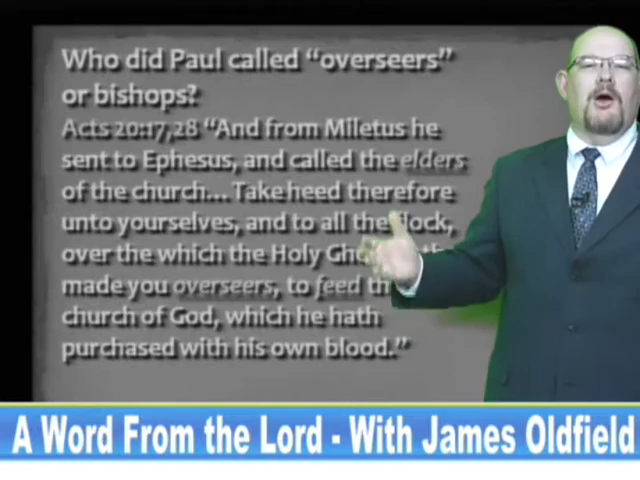 Who did Paul called "overseers"
or bishops?
Acts 20:17,28 "And from Miletus he
sent to Ephesus, and called the elders
of the church... Take heed therefore
unto yourselves, and to all the flock,
over the which the Holy
made you overseers, to feed
church of God, which he hath
purchased with his own blood."
A Word From the Lord - With James Oldfield